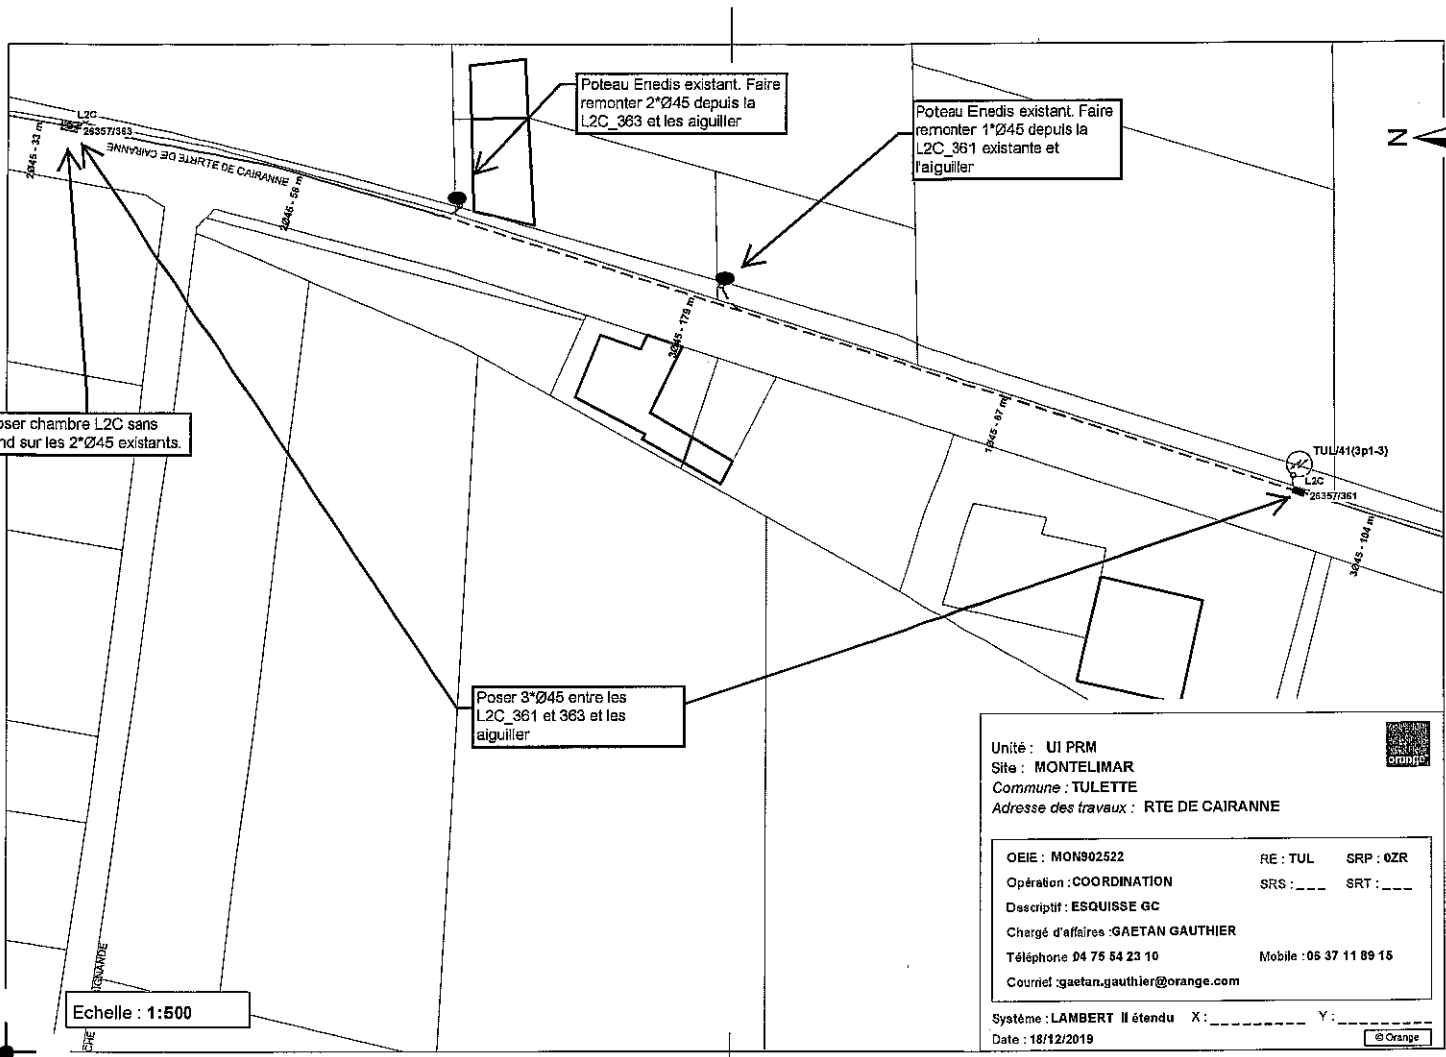 Poteau Enedis existant. Faire
remonter 2*Ø45 depuis la
L2C_363 et les aiguiller
Poteau Enedis existant. Faire
remonter 1*Ø45 depuis la
L2C_361 existante et
l'aiguiller
N
L2C
26357/363
2Ø45 - 33 m
RTE DE CAIRANNE
2Ø45 - 58 m
3Ø45 - 179 m
1Ø45 - 67 m
TUL/41(3p1-3)
L2C
26357/361
3Ø45 - 104 m
oser chambre L2C sans
nd sur les 2*Ø45 existants.
Poser 3*Ø45 entre les
L2C_361 et 363 et les
aiguiller
Echelle : 1:500
Unité : UI PRM
orange
Site : MONTELIMAR
Commune : TULETTE
Adresse des travaux : RTE DE CAIRANNE
OEIE : MON902522 RE : TUL SRP : 0ZR
Opération : COORDINATION SRS : ___ SRT : ___
Descriptif : ESQUISSE GC
Chargé d'affaires : GAETAN GAUTHIER
Téléphone 04 75 54 23 10 Mobile : 06 37 11 89 15
Courriel : gaetan.gauthier@orange.com
Système : LAMBERT II étendu X : __________ Y : __________
Date : 18/12/2019
© Orange